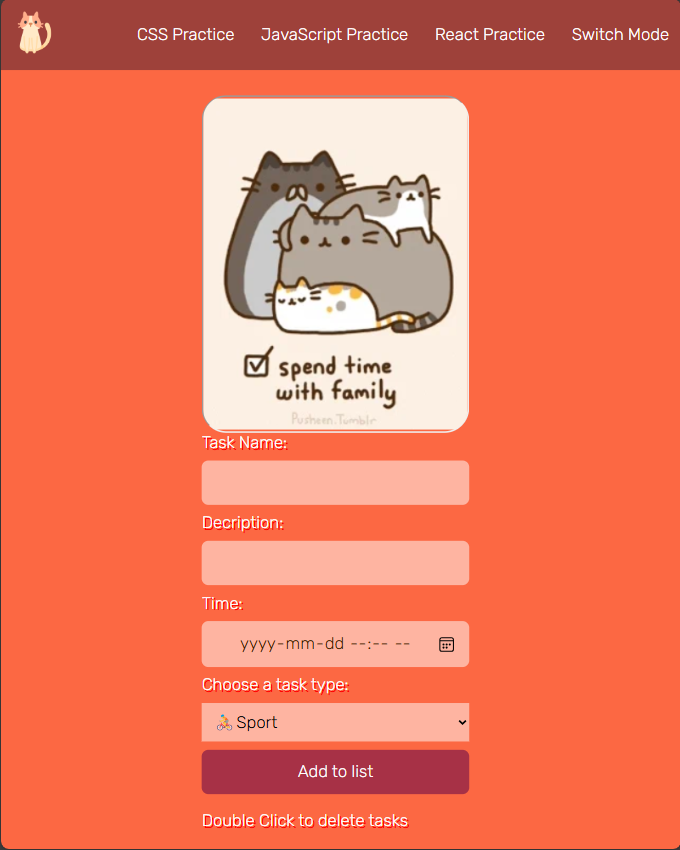 CSS Practice JavaScript Practice React Practice Switch Mode
spend time
with family
Pusheen.Tumblr
Task Name:
Decription:
Time:
yyyy-mm-dd --:-- --
Choose a task type:
Sport
Add to list
Double Click to delete tasks